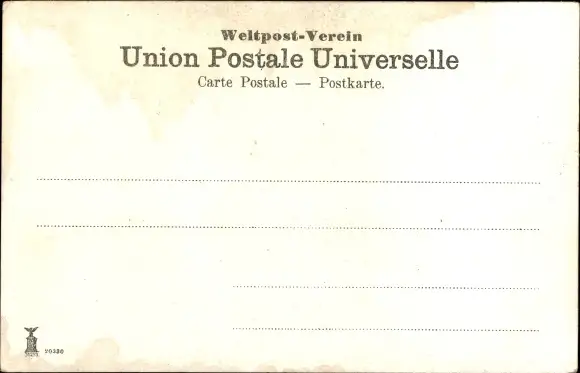 Weltpost-Verein
Union Postale Universelle
Carte Postale — Postkarte.
20330